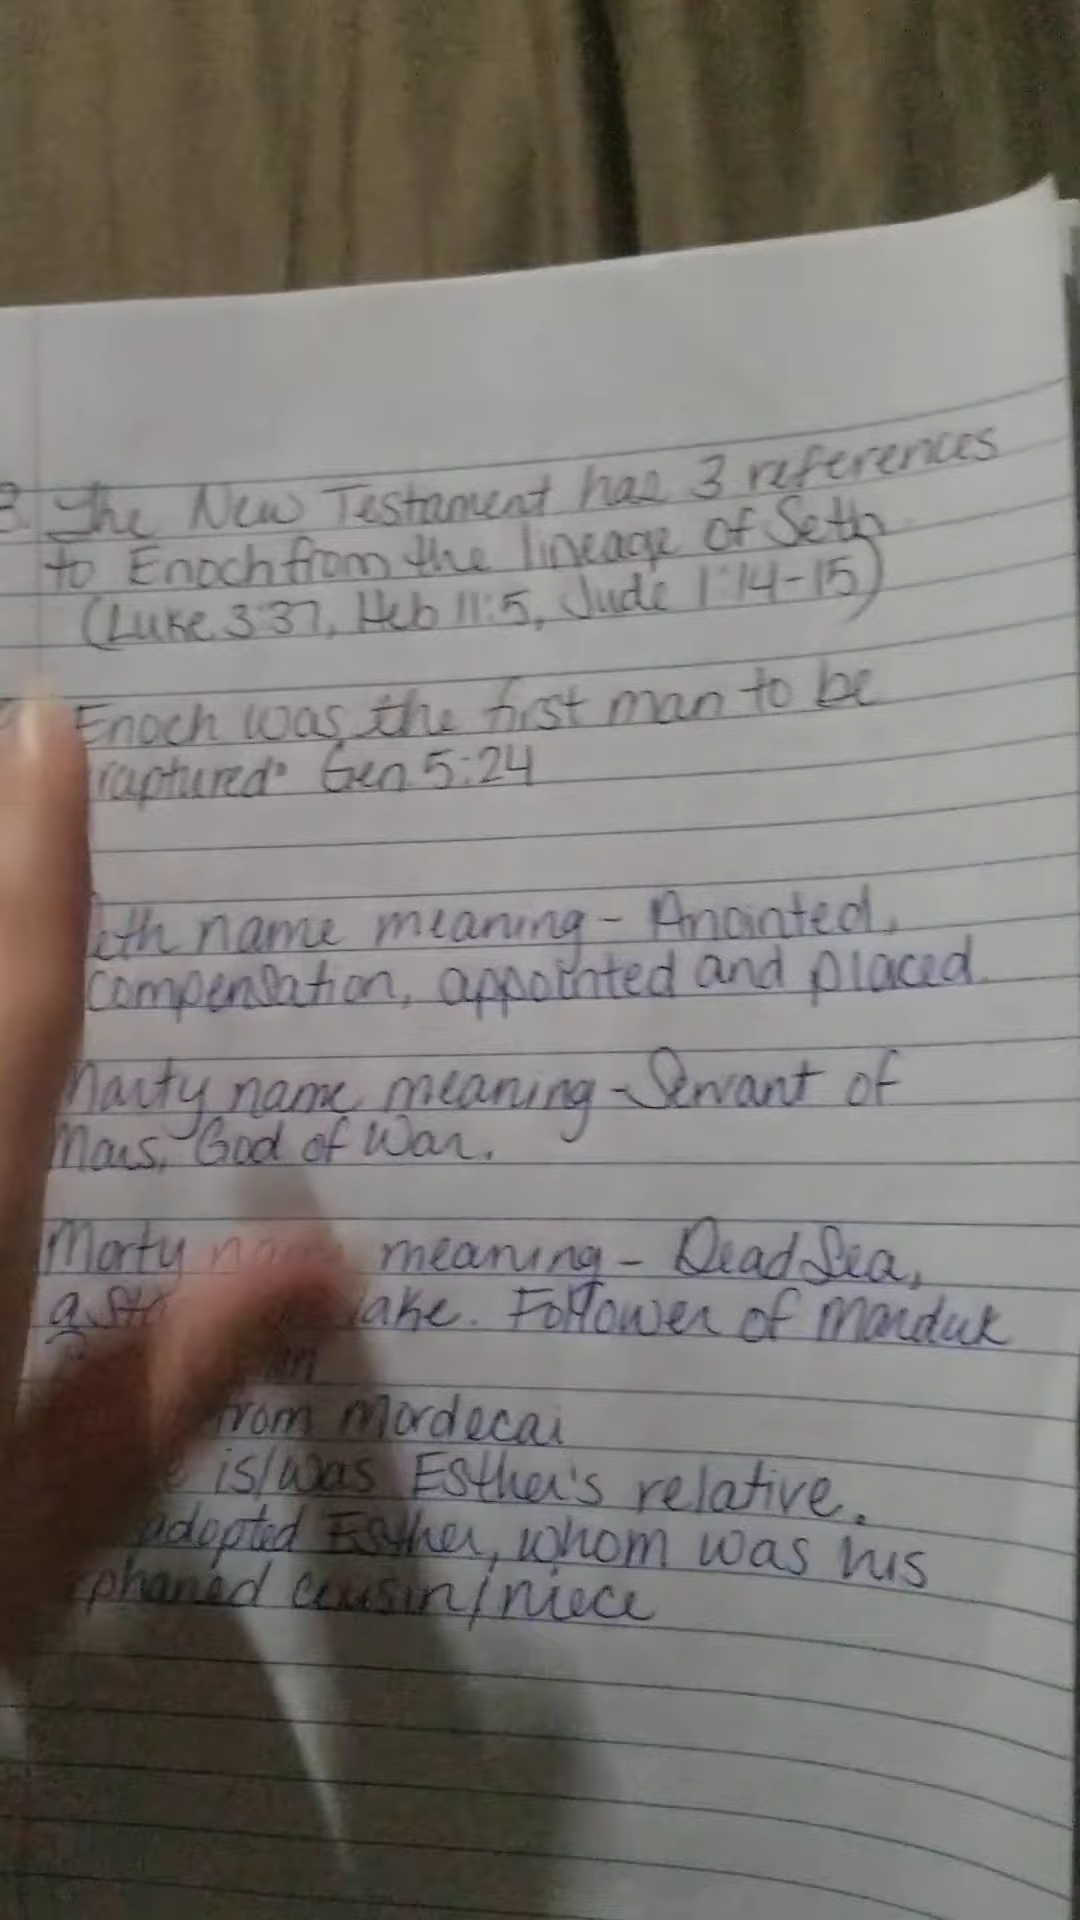 3. The New Testament has 3 references
to Enoch from the lineage of Seth
(Luke 3:37, Heb 11:5, Jude 1:14-15)
Enoch was the first man to be
raptured. Gen 5:24
eth name meaning - Anointed,
compensation, appointed and placed.
Marty name meaning - Servant of
Mars, God of War.
Morty meaning - Dead Sea,
a lake. Follower of Marduk
from Mordecai
is/was Esther's relative.
adopted Esther, whom was his
phaned cousin/niece